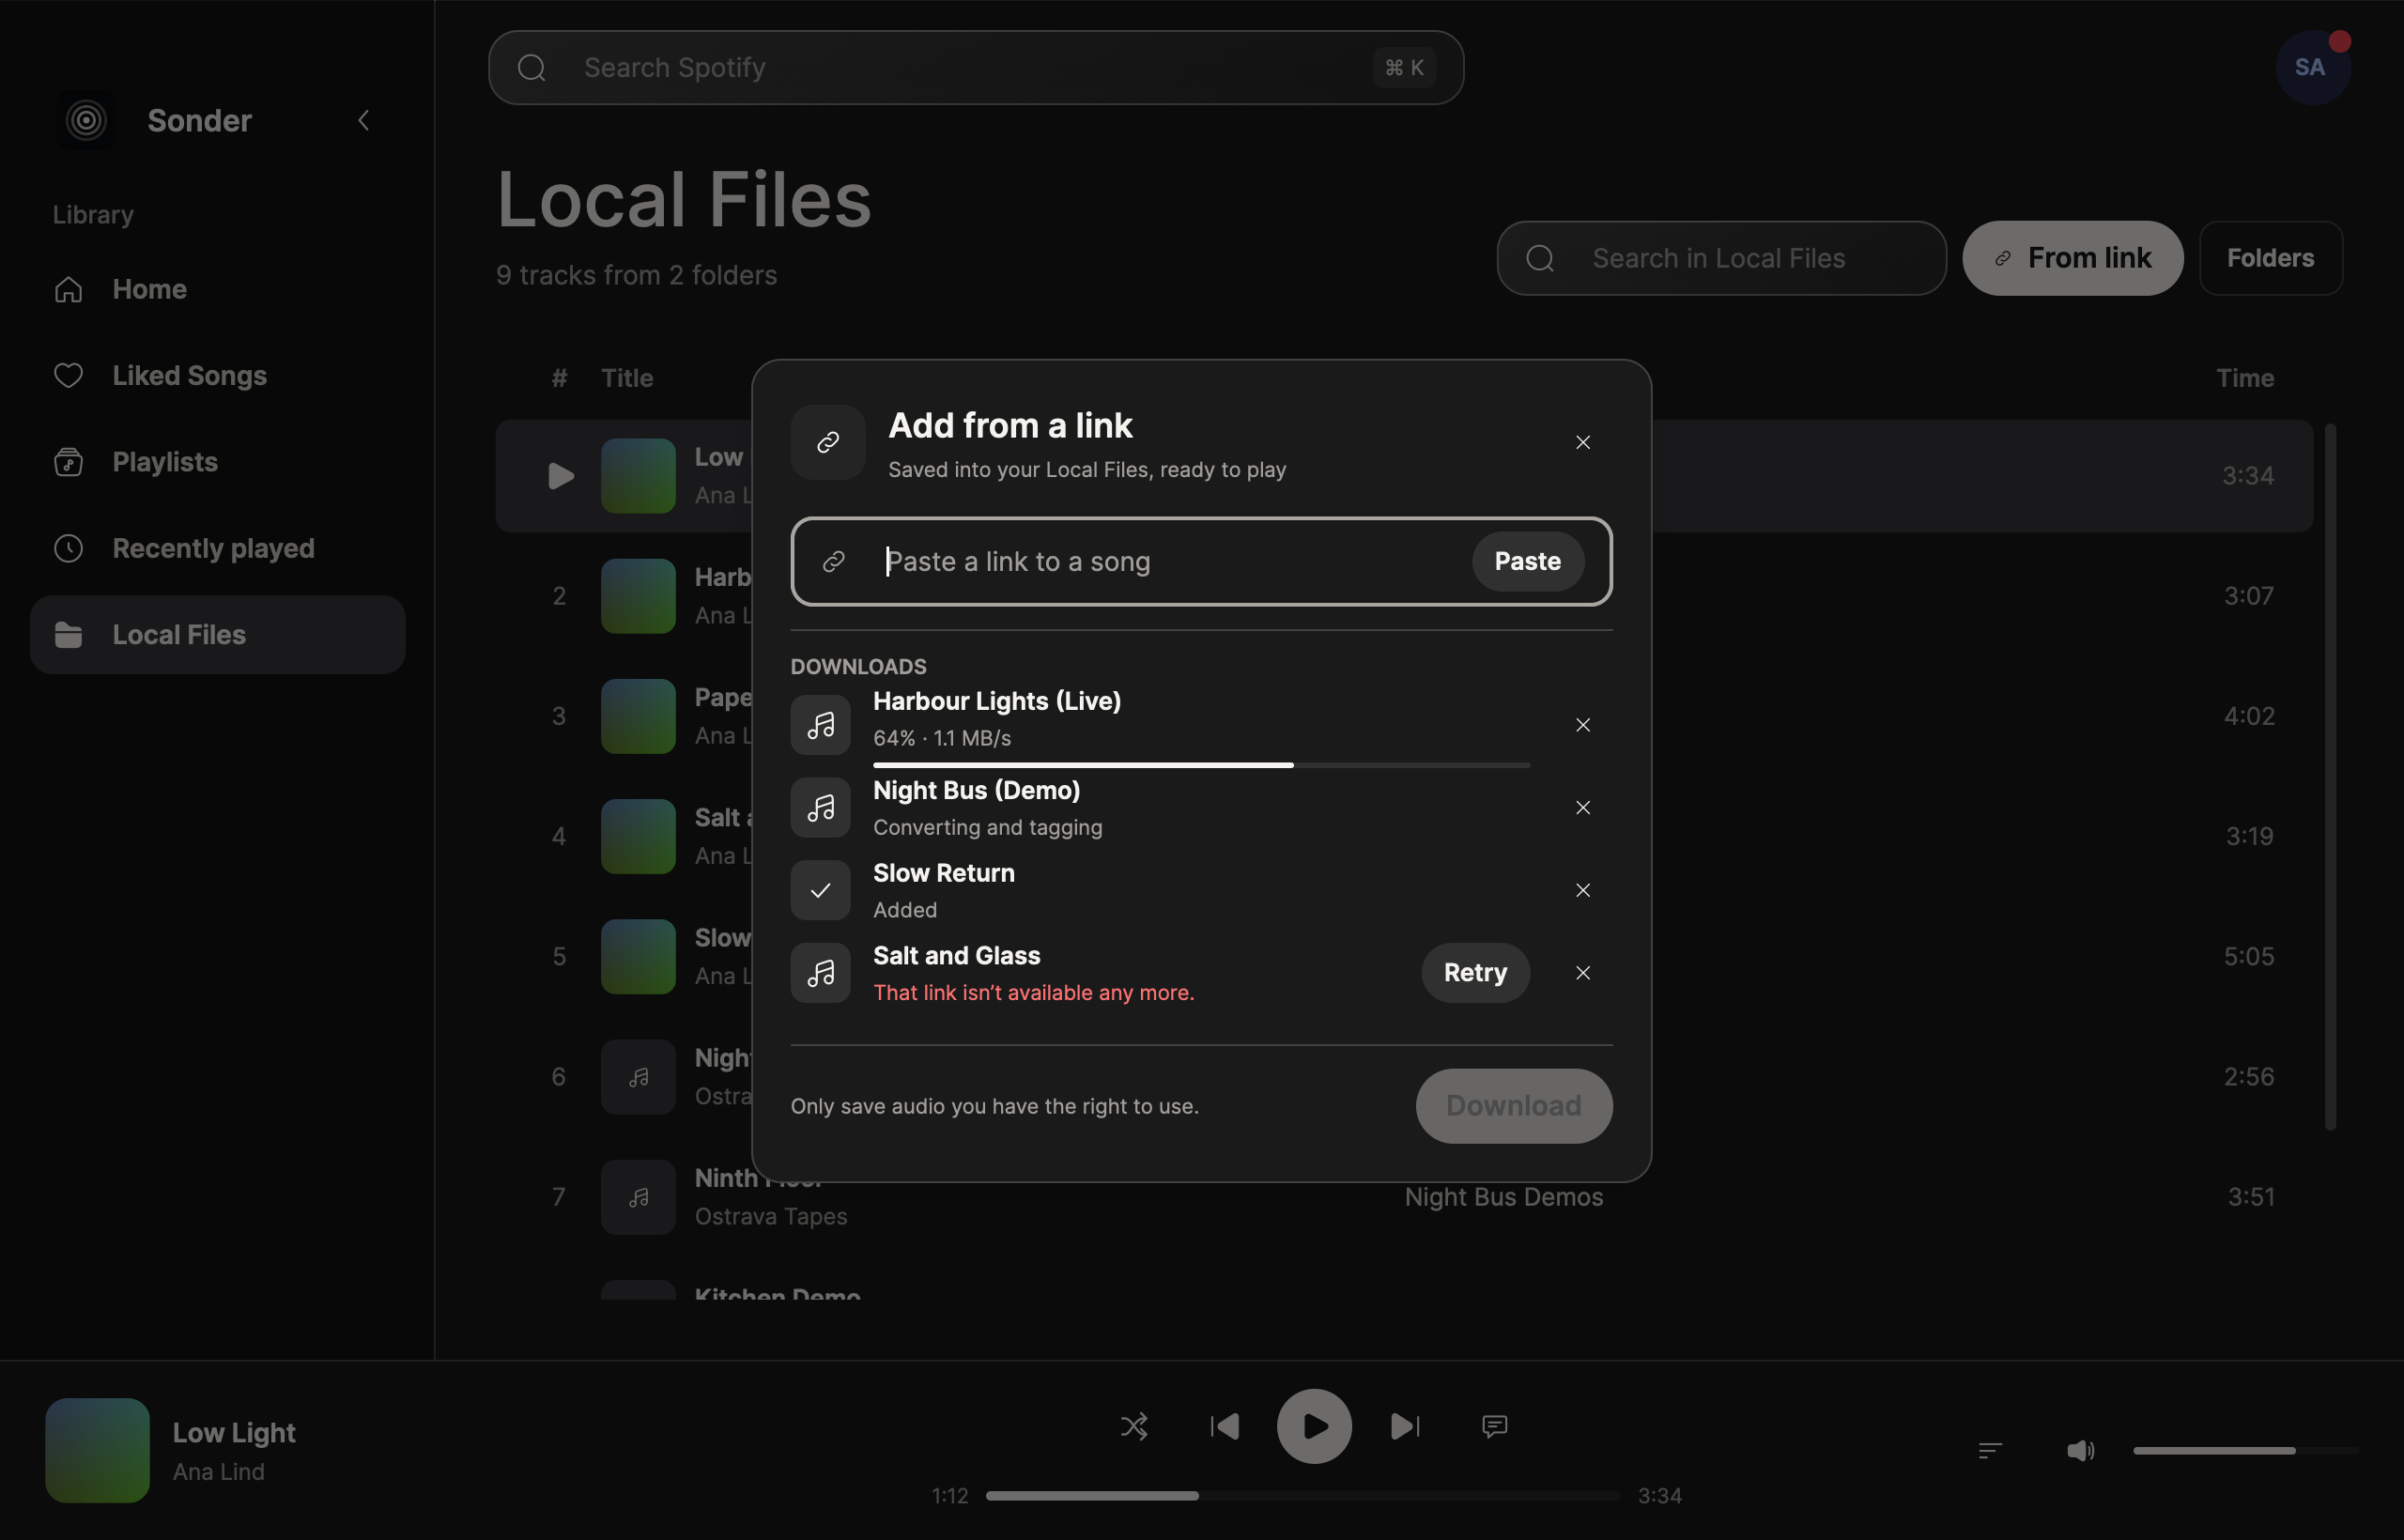 Search Spotify
⌘ K
SA
Sonder
Library
Home
Liked Songs
Playlists
Recently played
Local Files
Local Files
9 tracks from 2 folders
Search in Local Files
From link
Folders
# Title
Time
Low
Ana L
3:34
2
Harb
Ana L
3:07
3
Pape
Ana L
4:02
4
Salt
Ana L
3:19
5
Slow
Ana L
5:05
6
Nigh
Ostra
2:56
7
Ninth
Ostrava Tapes
Night Bus Demos
3:51
Kitchen Demo
Add from a link
Saved into your Local Files, ready to play
Paste a link to a song
Paste
DOWNLOADS
Harbour Lights (Live)
64% · 1.1 MB/s
Night Bus (Demo)
Converting and tagging
Slow Return
Added
Salt and Glass
That link isn’t available any more.
Retry
Only save audio you have the right to use.
Download
Low Light
Ana Lind
1:12
3:34